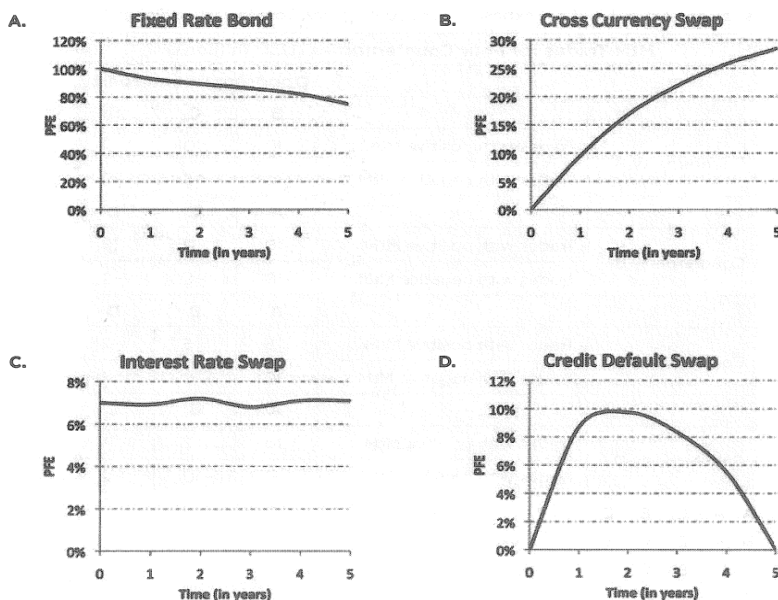 A.
Fixed Rate Bond
120%
100%
80%
60%
40%
20%
0%
PFE
0 1 2 3 4 5
Time (in years)
B.
Cross Currency Swap
30%
25%
20%
15%
10%
5%
0%
PFE
0 1 2 3 4 5
Time (in years)
C.
Interest Rate Swap
8%
6%
4%
2%
0%
PFE
0 1 2 3 4 5
Time (in years)
D.
Credit Default Swap
12%
10%
8%
6%
4%
2%
0%
PFE
0 1 2 3 4 5
Time (in years)